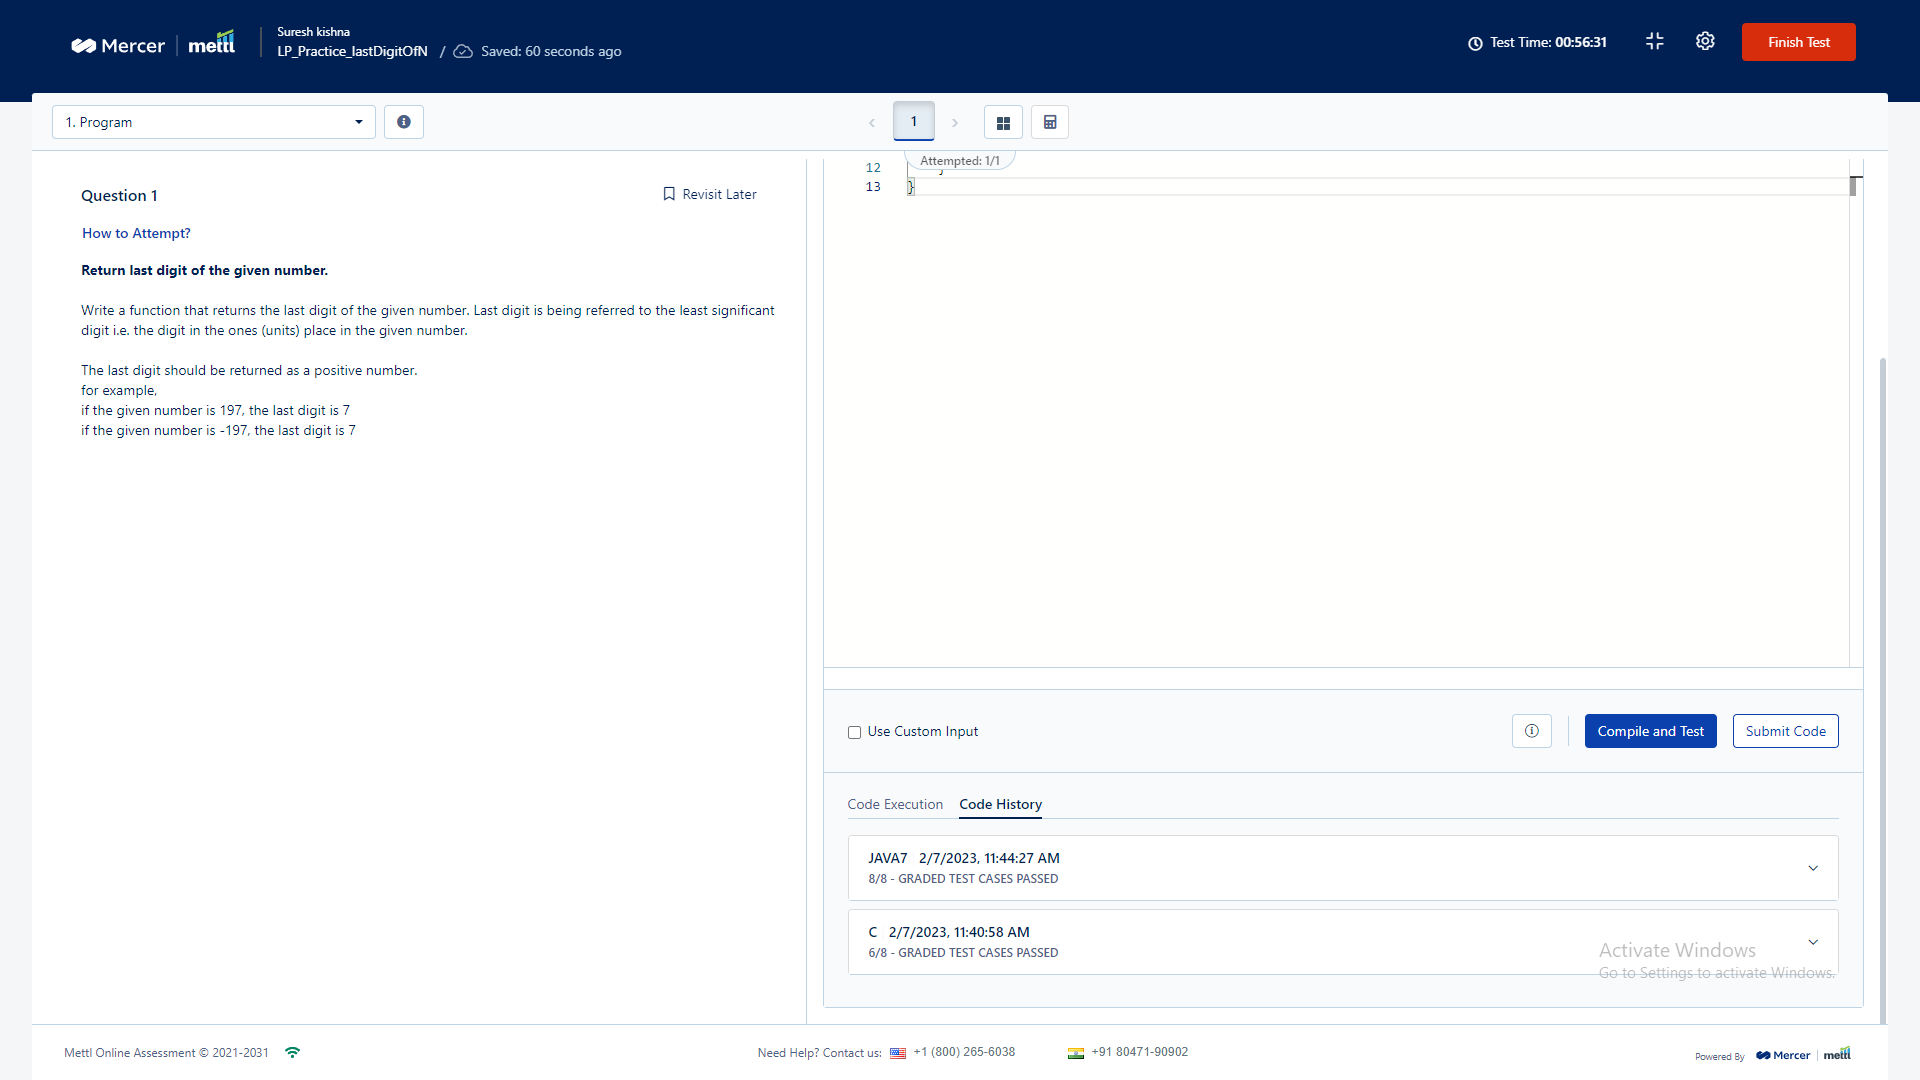 Mercer mettl
Suresh kishna
LP_Practice_lastDigitOfN / Saved: 60 seconds ago
Test Time: 00:56:31
Finish Test
1. Program
1
Attempted: 1/1
Question 1
Revisit Later
How to Attempt?
Return last digit of the given number.
Write a function that returns the last digit of the given number. Last digit is being referred to the least significant
digit i.e. the digit in the ones (units) place in the given number.
The last digit should be returned as a positive number.
for example,
if the given number is 197, the last digit is 7
if the given number is -197, the last digit is 7
12
13 }
Use Custom Input
Compile and Test
Submit Code
Code Execution
Code History
JAVA7 2/7/2023, 11:44:27 AM
8/8 - GRADED TEST CASES PASSED
C 2/7/2023, 11:40:58 AM
6/8 - GRADED TEST CASES PASSED
Activate Windows
Go to Settings to activate Windows.
Mettl Online Assessment © 2021-2031
Need Help? Contact us: +1 (800) 265-6038
+91 80471-90902
Powered By Mercer mettl